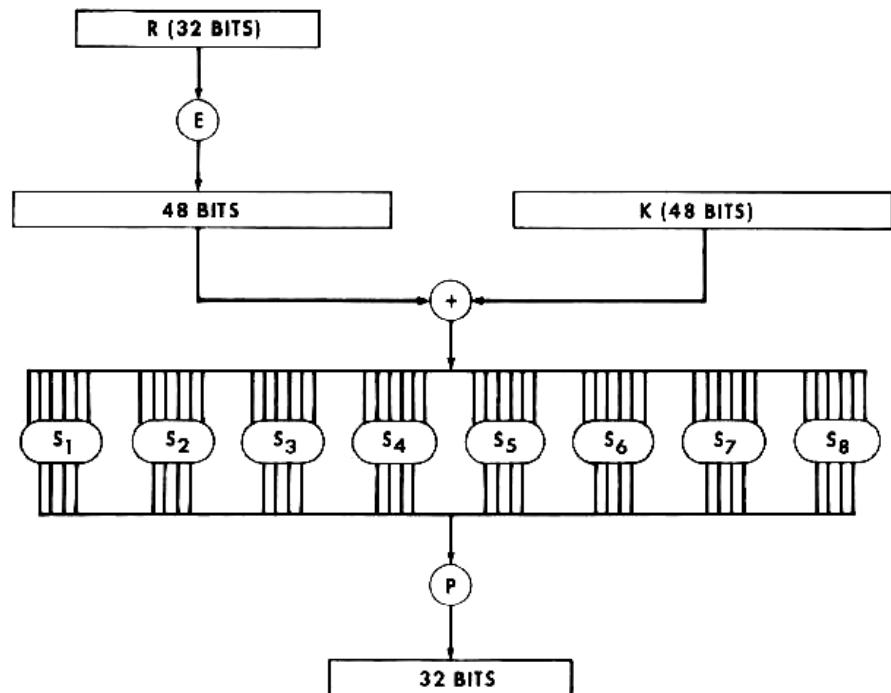 R (32 BITS)
E
48 BITS
K (48 BITS)
+
S1 S2 S3 S4 S5 S6 S7 S8
P
32 BITS